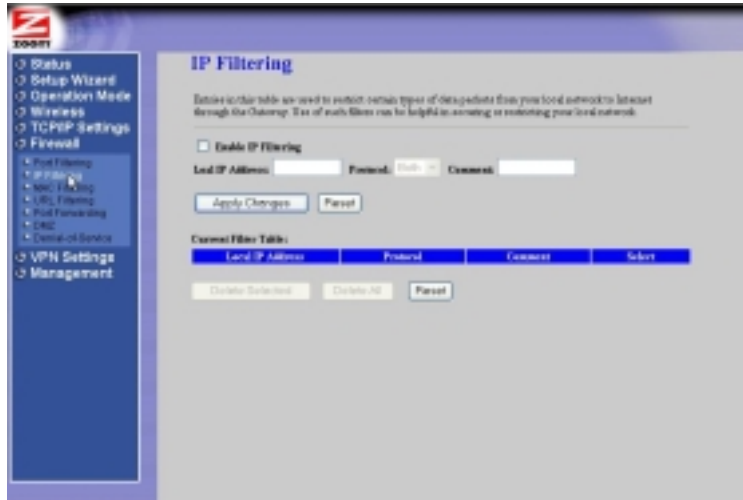 ZOOM
Status
Setup Wizard
Operation Mode
Wireless
TCP/IP Settings
Firewall
Port Filtering
IP Filtering
MAC Filtering
URL Filtering
Port Forwarding
DMZ
Denial-of-Service
VPN Settings
Management
IP Filtering
Entries in this table are used to restrict certain types of data packets from your local network to Internet
through the Gateway. Use of such filters can be helpful in securing or restricting your local network.
Enable IP Filtering
Local IP Address: Protocol: Both Comment:
Apply Changes Reset
Current Filter Table:
Local IP Address Protocol Comment Select
Delete Selected Delete All Reset